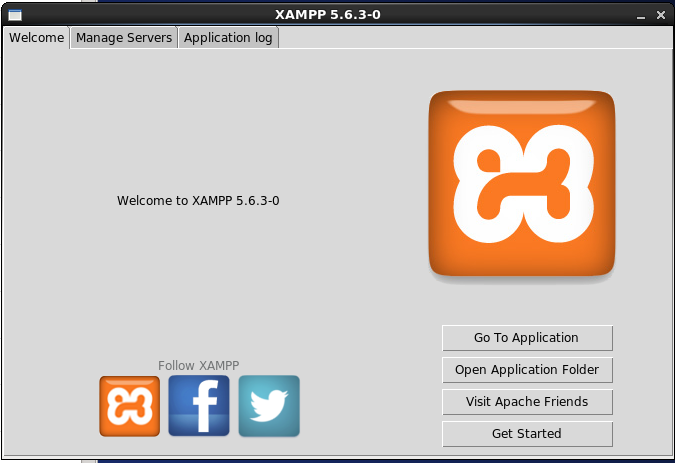 XAMPP 5.6.3-0
Welcome
Manage Servers
Application log
Welcome to XAMPP 5.6.3-0
Follow XAMPP
Go To Application
Open Application Folder
Visit Apache Friends
Get Started